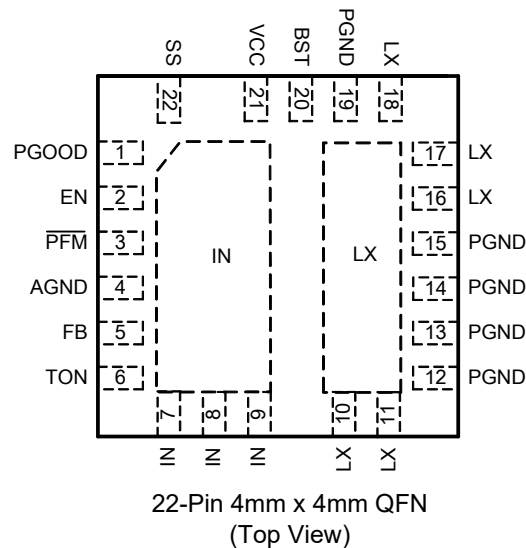 SS VCC BST PGND LX
22 21 20 19 18
PGOOD 1 17 LX
EN 2 16 LX
PFM 3 15 PGND
IN LX
AGND 4 14 PGND
FB 5 13 PGND
TON 6 12 PGND
7 8 9 10 11
IN IN IN LX LX
22-Pin 4mm x 4mm QFN
(Top View)